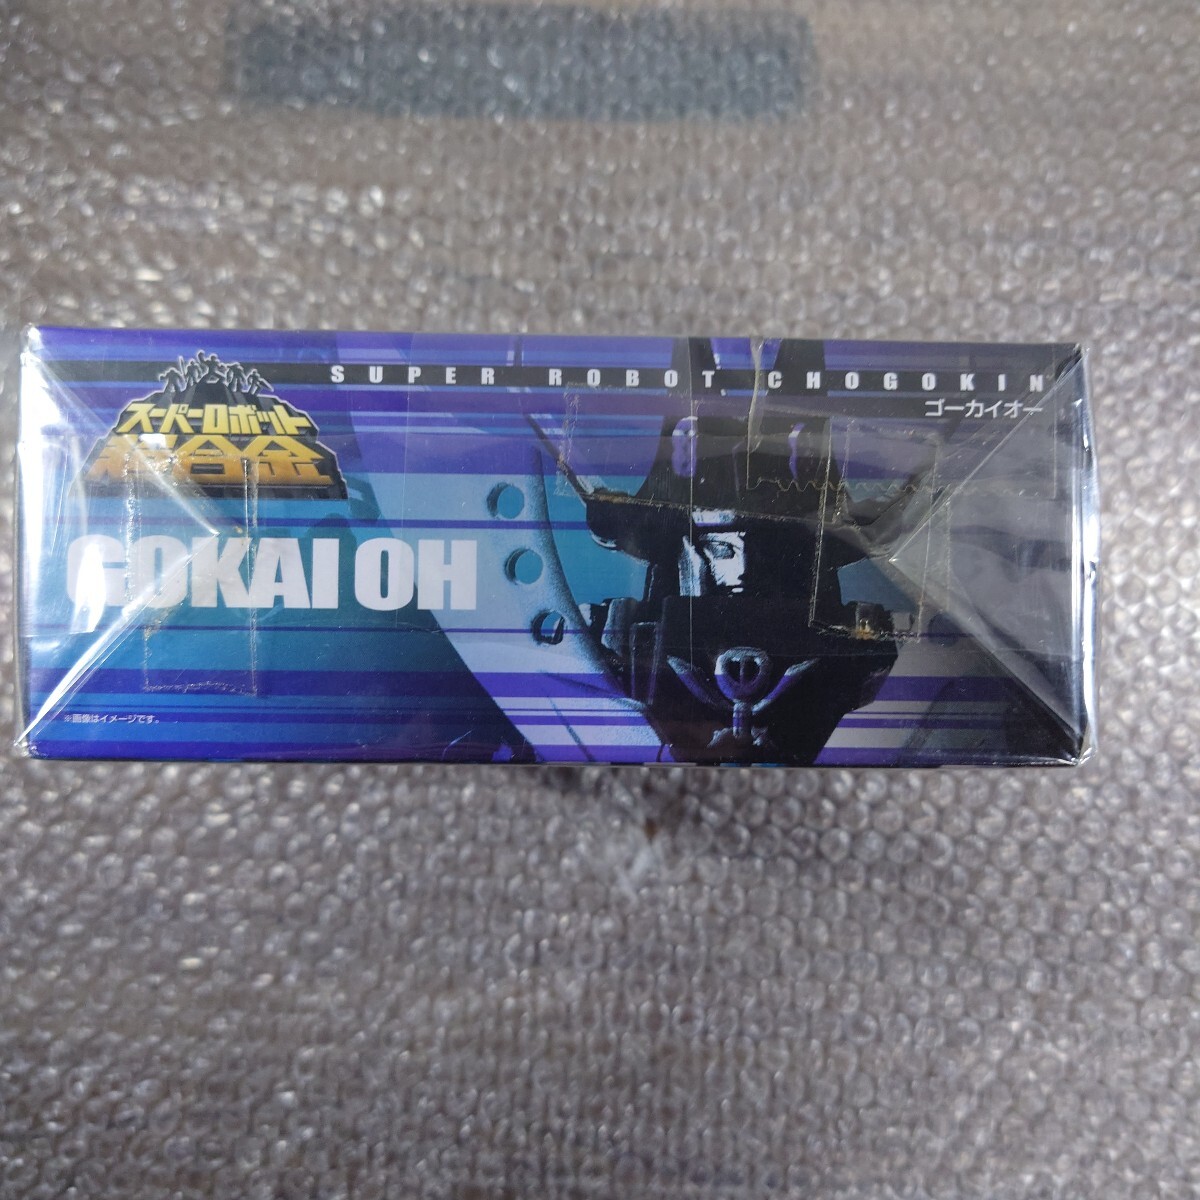 SUPER ROBOT CHOGOKIN
ゴーカイオー
スーパーロボット
超合金
GOKAI OH
※画像はイメージです。